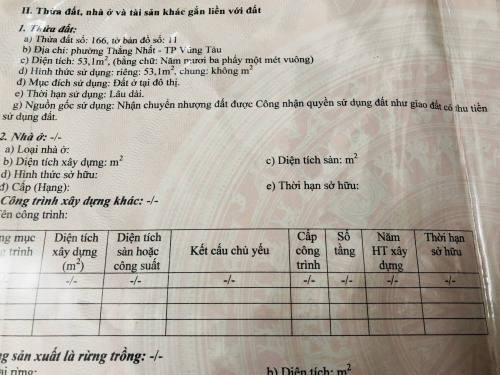 II. Thửa đất, nhà ở và tài sản khác gắn liền với đất
1. Thửa đất:
a) Thửa đất số: 166, tờ bản đồ số: 11
b) Địa chỉ: phường Thắng Nhất - TP Vũng Tàu
c) Diện tích: 53,1m², (bằng chữ: Năm mươi ba phẩy một mét vuông)
d) Hình thức sử dụng: riêng: 53,1m², chung: không m²
đ) Mục đích sử dụng: Đất ở tại đô thị.
e) Thời hạn sử dụng: Lâu dài.
g) Nguồn gốc sử dụng: Nhận chuyển nhượng đất được Công nhận quyền sử dụng đất như giao đất có thu tiền
sử dụng đất.
2. Nhà ở: -/-
a) Loại nhà ở:
b) Diện tích xây dựng: m²
c) Diện tích sàn: m²
d) Hình thức sở hữu:
đ) Cấp (Hạng):
e) Thời hạn sở hữu:
Công trình xây dựng khác: -/-
Tên công trình:
ng mục
trình
Diện tích
xây dựng
(m²)
Diện tích
sàn hoặc
công suất
Kết cấu chủ yếu
Cấp
công
trình
Số
tầng
Năm
HT xây
dựng
Thời hạn
sở hữu
-/- -/- -/- -/- -/- -/- -/- -/-
g sản xuất là rừng trồng: -/-
ại rừng:
b) Diện tích: m²